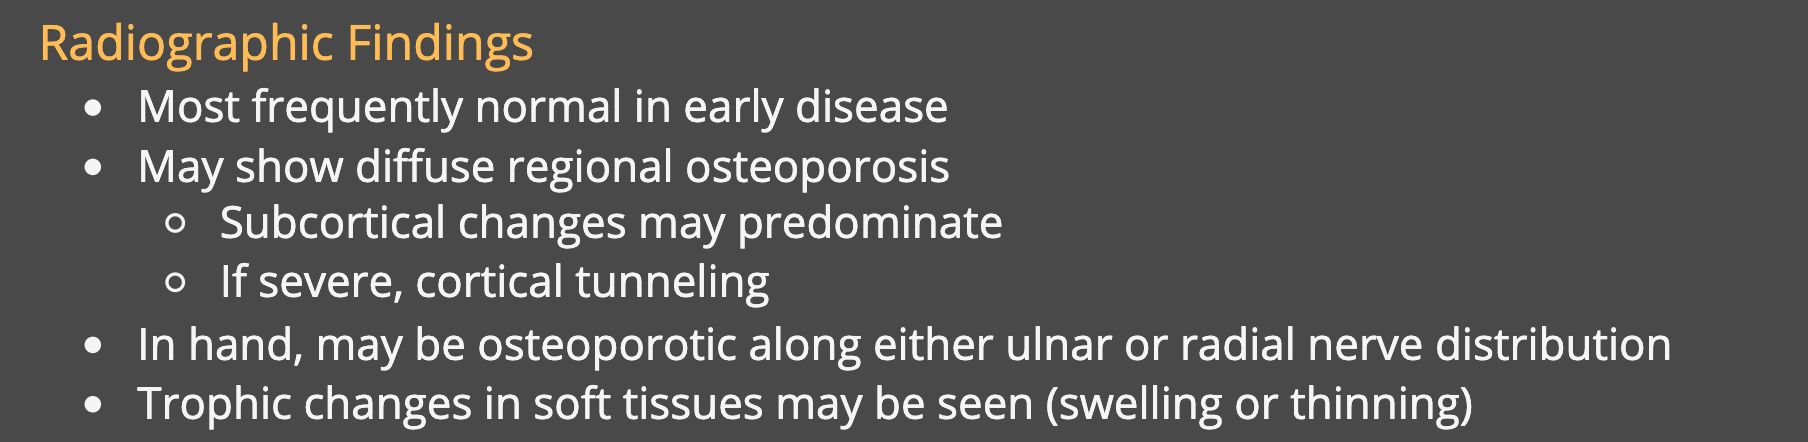 Radiographic Findings
• Most frequently normal in early disease
• May show diffuse regional osteoporosis
○ Subcortical changes may predominate
○ If severe, cortical tunneling
• In hand, may be osteoporotic along either ulnar or radial nerve distribution
• Trophic changes in soft tissues may be seen (swelling or thinning)